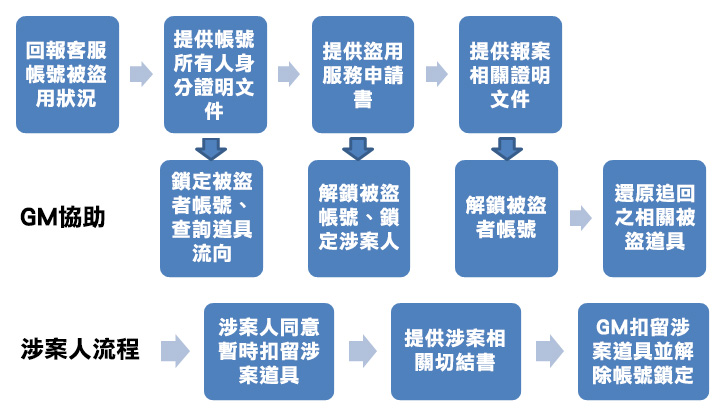 回報客服
帳號被盜
用狀況
提供帳號
所有人身
分證明文
件
提供盜用
服務申請
書
提供報案
相關證明
文件
GM協助
鎖定被盜
者帳號、
查詢道具
流向
解鎖被盜
帳號、鎖
定涉案人
解鎖被盜
者帳號
還原追回
之相關被
盜道具
涉案人流程
涉案人同意
暫時扣留涉
案道具
提供涉案相
關切結書
GM扣留涉
案道具並解
除帳號鎖定